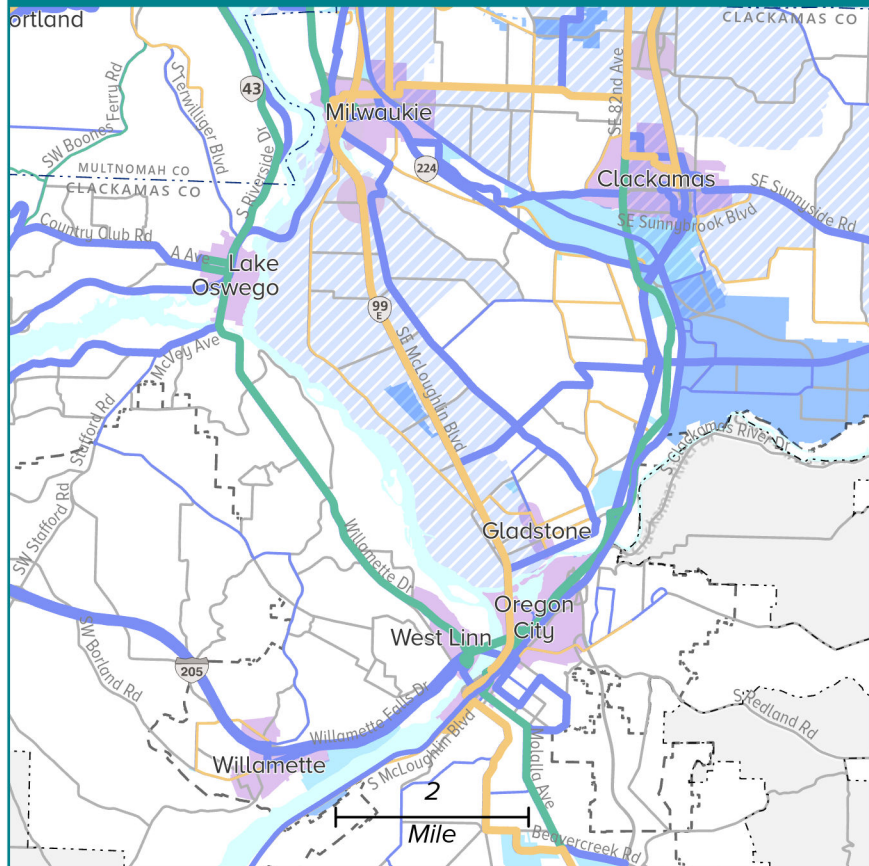 ortland
CLACKAMAS CO
43
SW Boones Ferry Rd
S Terwilliger Blvd
S Riverside Dr
Milwaukie
SE 82nd Ave
224
MULTNOMAH CO
CLACKAMAS CO
Clackamas
SE Sunnyside Rd
SE Sunnybrook Blvd
Country Club Rd
A Ave
Lake
Oswego
99
E
SE McLoughlin Blvd
McVey Ave
Stafford Rd
SW Stafford Rd
S Clackamas River Dr
Willamette Dr
Gladstone
Oregon
City
West Linn
205
SW Borland Rd
Willamette Falls Dr
S McLoughlin Blvd
Willamette
Molalla Ave
S Redland Rd
2
Mile
Beavercreek Rd